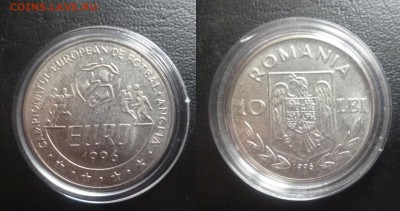 COINS.LAVE.RU
CAMPIONATUL EUROPEAN DE FOTBAL ANGLIA
EURO
1996
ROMANIA
10 LEI
1996